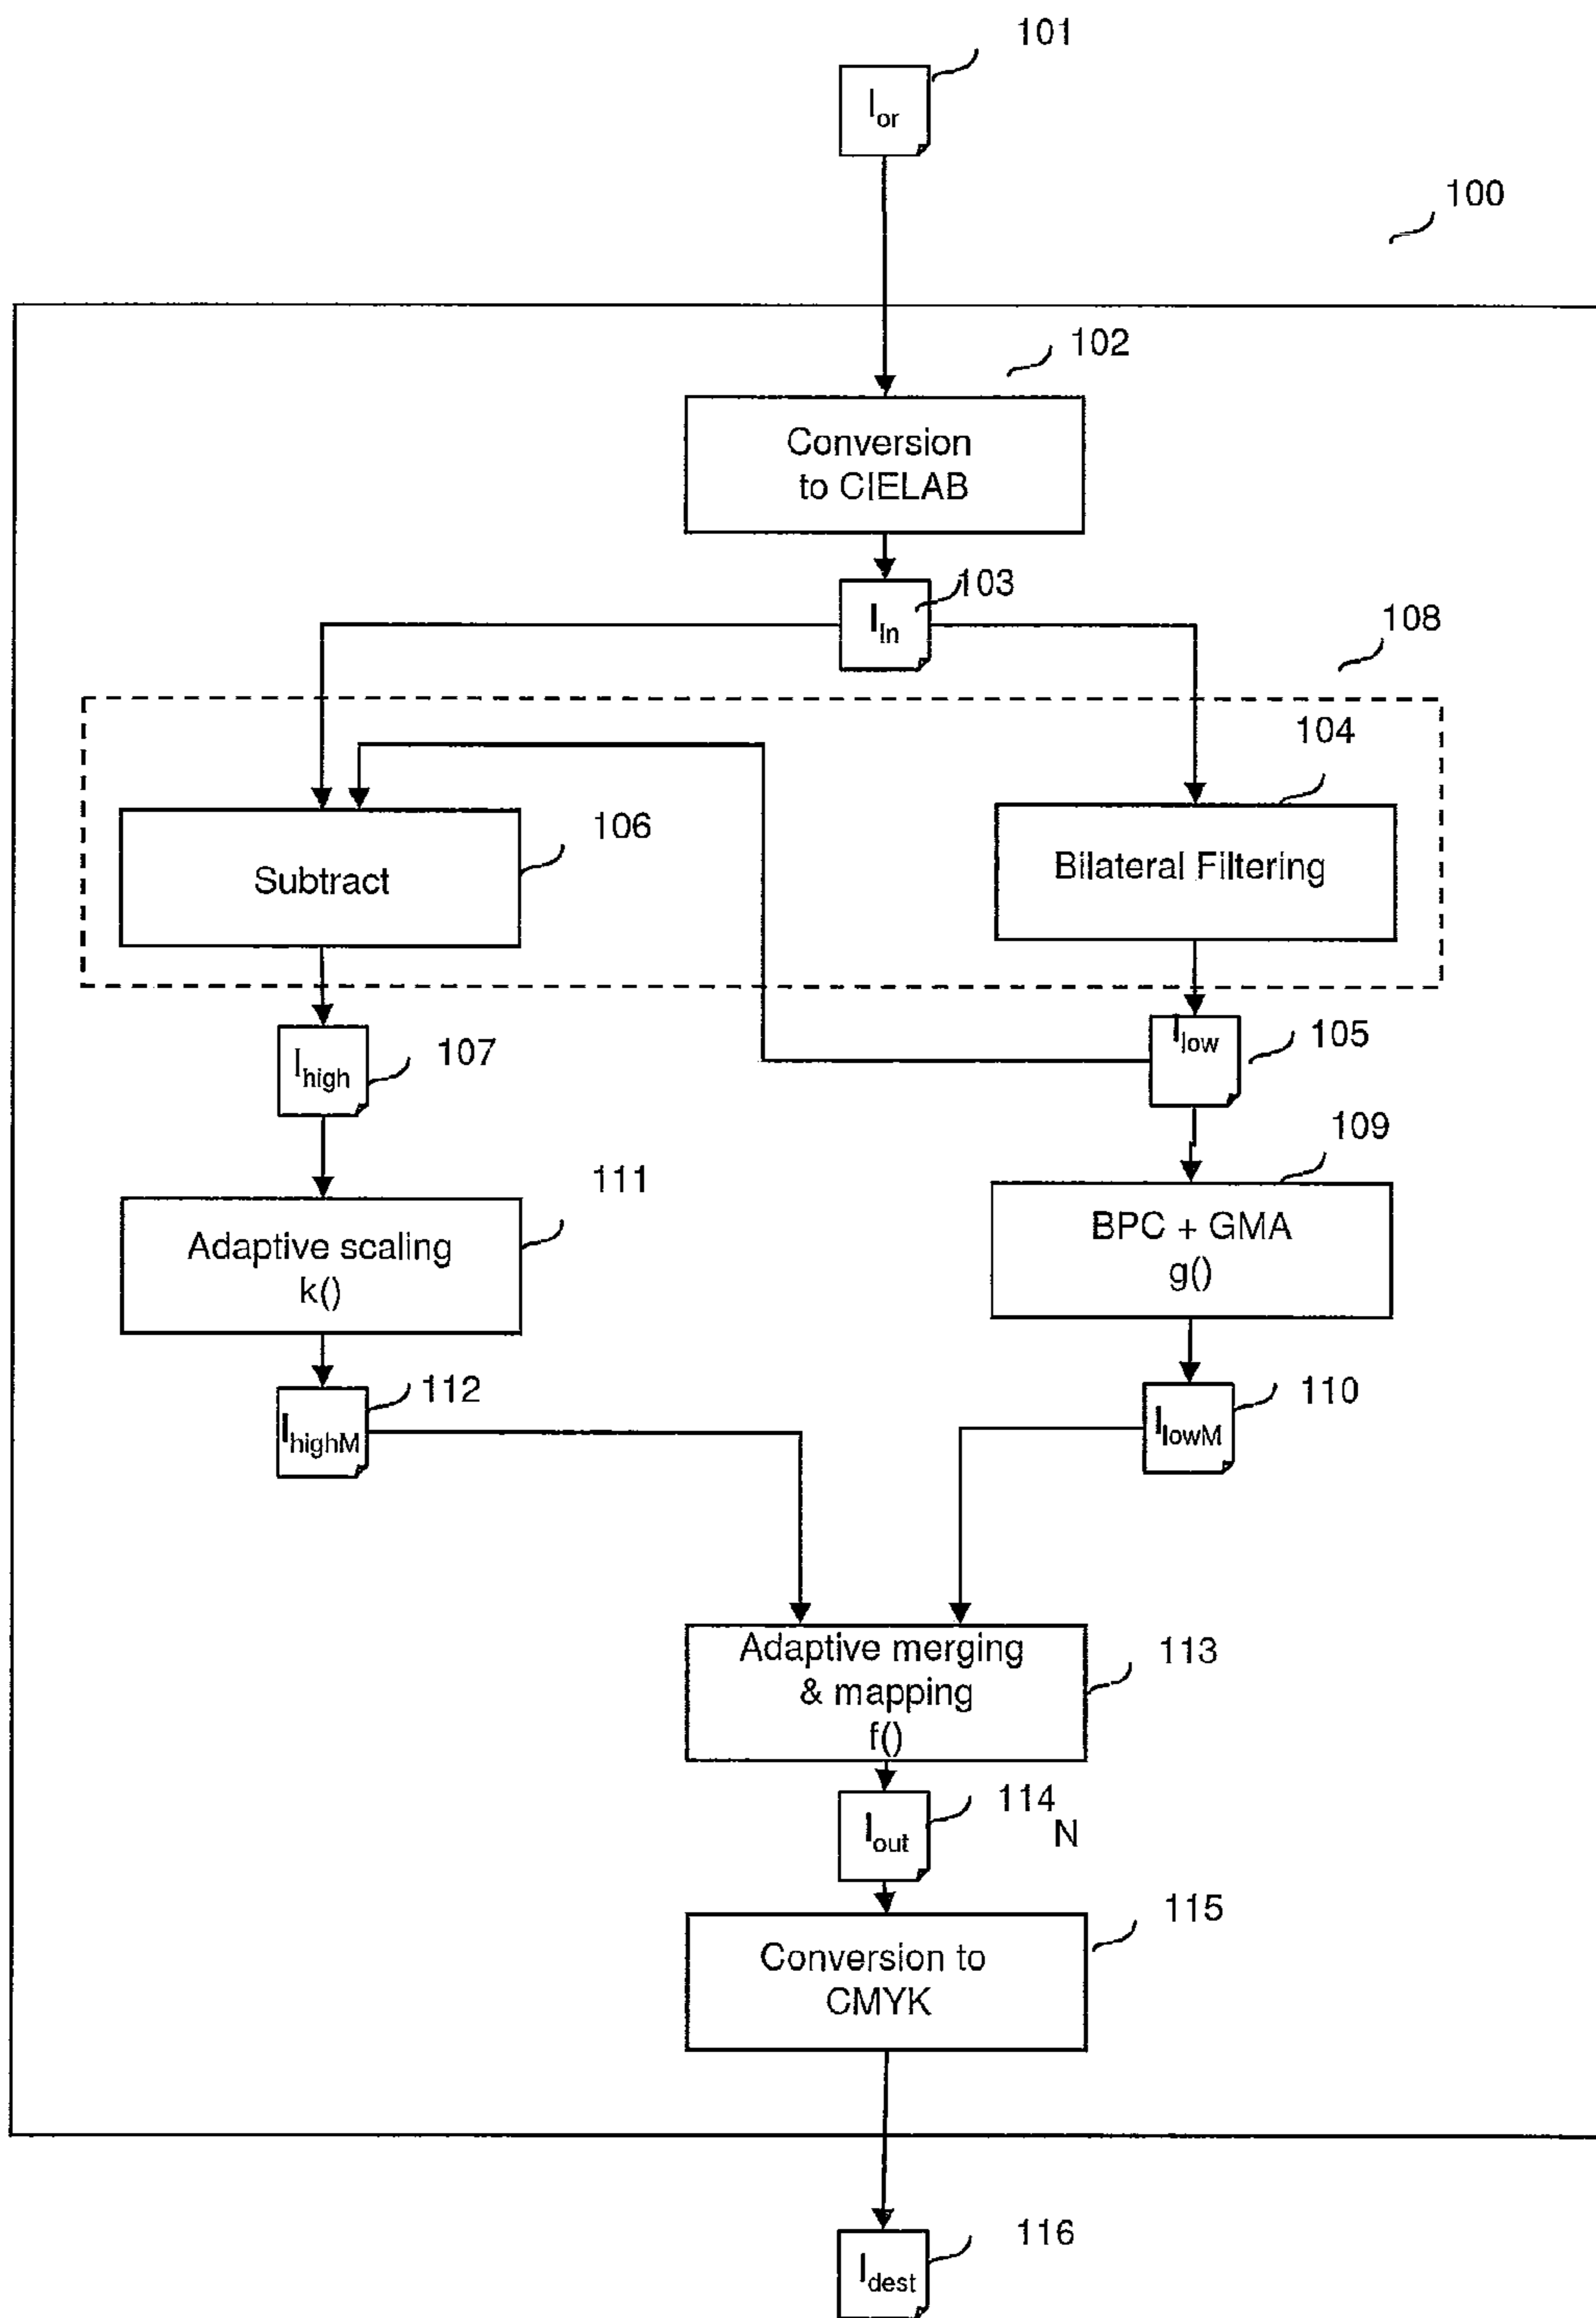 101
I_or
100
102
Conversion
to CIELAB
103
I_In
108
104
106
Subtract
Bilateral Filtering
I_high
107
I_low
105
109
111
Adaptive scaling
k()
BPC + GMA
g()
I_highM
112
I_lowM
110
Adaptive merging
& mapping
f()
113
I_out
114
N
115
Conversion to
CMYK
I_dest
116